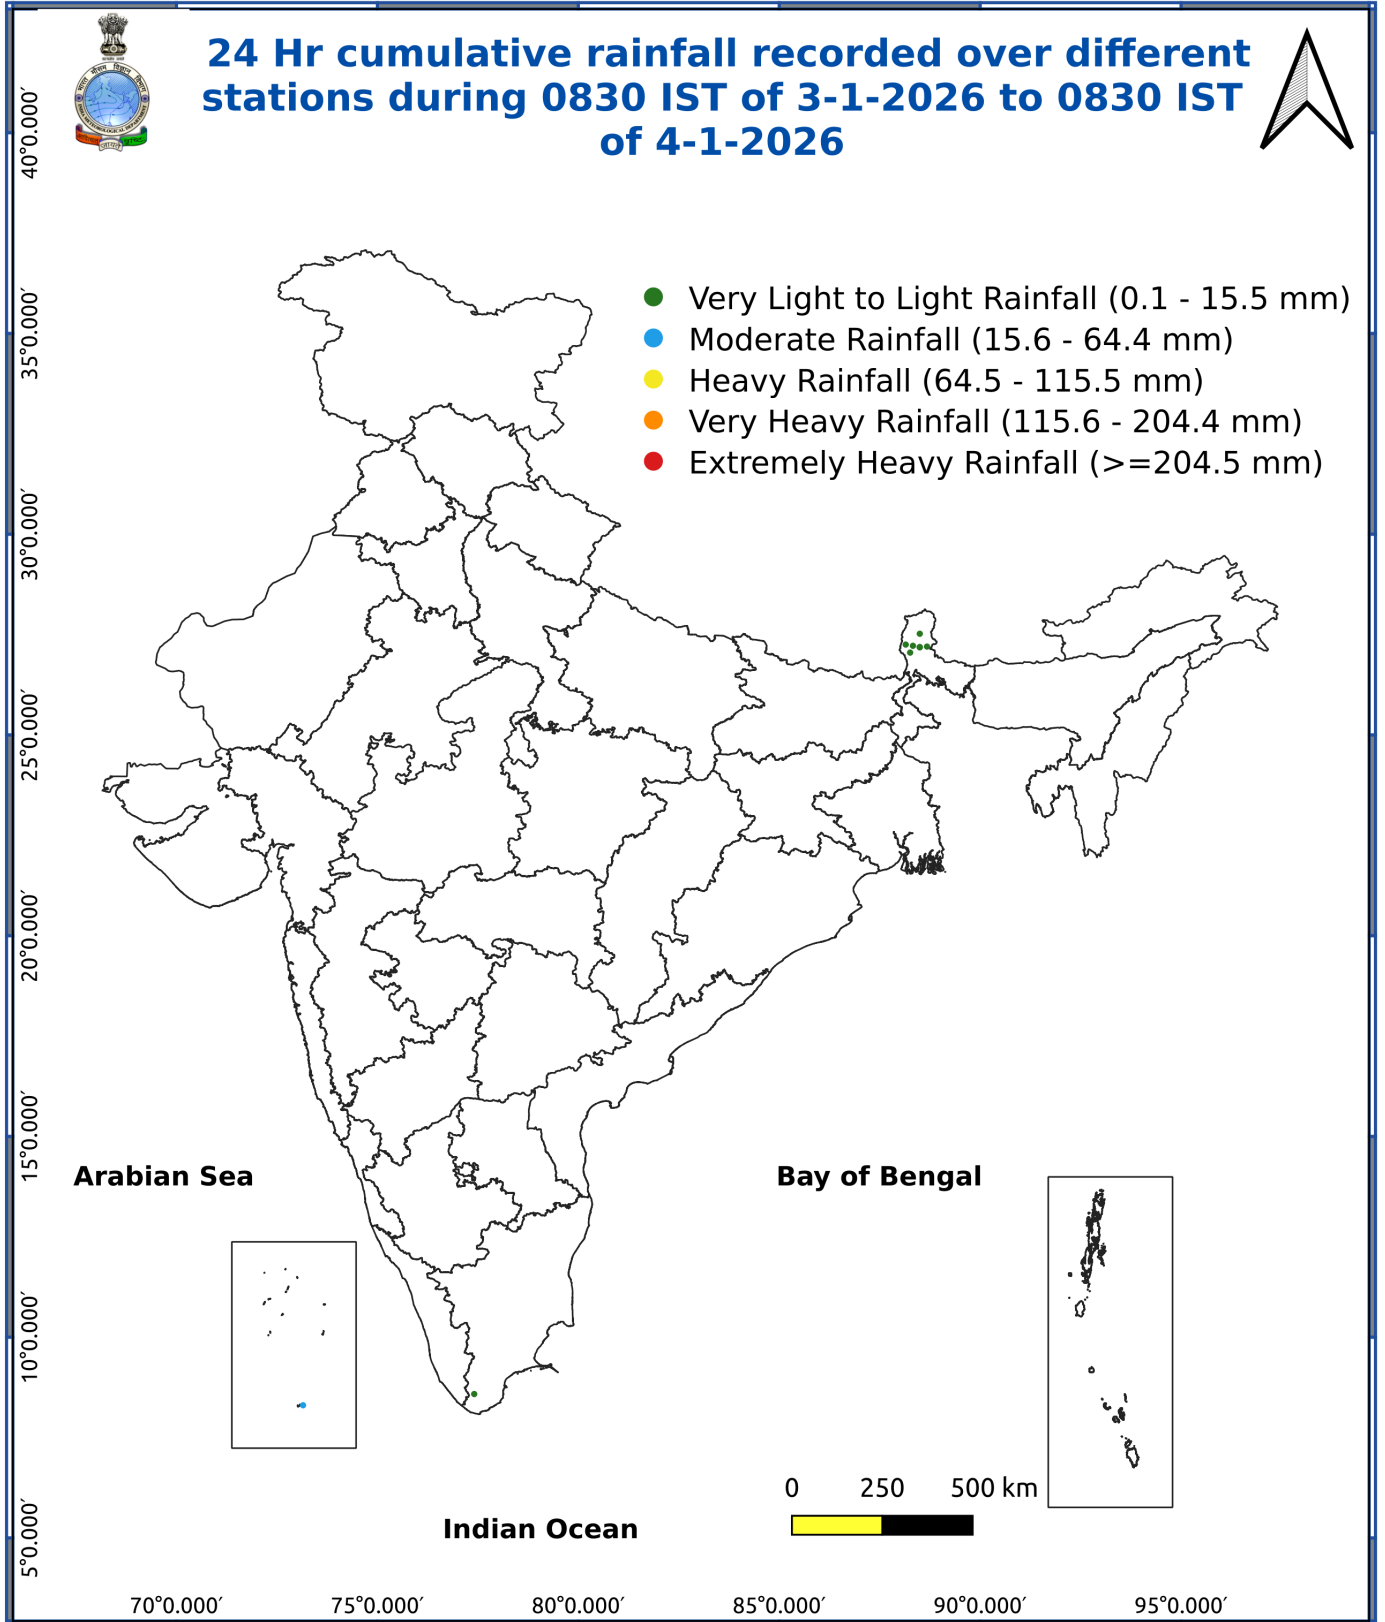 24 Hr cumulative rainfall recorded over different
stations during 0830 IST of 3-1-2026 to 0830 IST
of 4-1-2026
Very Light to Light Rainfall (0.1 - 15.5 mm)
Moderate Rainfall (15.6 - 64.4 mm)
Heavy Rainfall (64.5 - 115.5 mm)
Very Heavy Rainfall (115.6 - 204.4 mm)
Extremely Heavy Rainfall (>=204.5 mm)
40°0.000′
35°0.000′
30°0.000′
25°0.000′
20°0.000′
15°0.000′
10°0.000′
5°0.000′
Arabian Sea
Bay of Bengal
Indian Ocean
0 250 500 km
70°0.000′ 75°0.000′ 80°0.000′ 85°0.000′ 90°0.000′ 95°0.000′